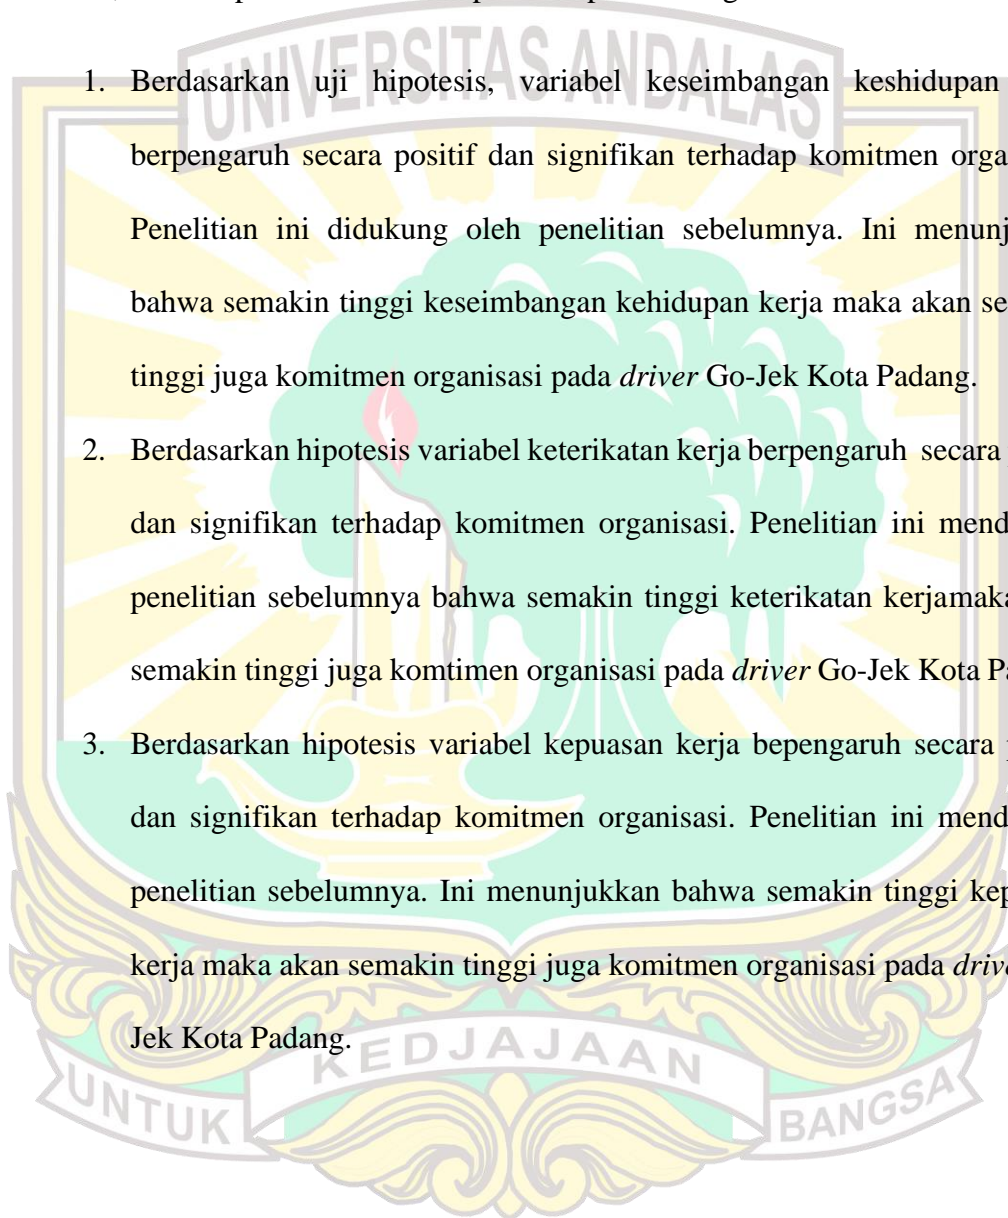 UNIVERSITAS ANDALAS
1. Berdasarkan uji hipotesis, variabel keseimbangan keshidupan
berpengaruh secara positif dan signifikan terhadap komitmen orga
Penelitian ini didukung oleh penelitian sebelumnya. Ini menunj
bahwa semakin tinggi keseimbangan kehidupan kerja maka akan se
tinggi juga komitmen organisasi pada driver Go-Jek Kota Padang.
2. Berdasarkan hipotesis variabel keterikatan kerja berpengaruh secara
dan signifikan terhadap komitmen organisasi. Penelitian ini mend
penelitian sebelumnya bahwa semakin tinggi keterikatan kerjamaka
semakin tinggi juga komtimen organisasi pada driver Go-Jek Kota Pa
3. Berdasarkan hipotesis variabel kepuasan kerja bepengaruh secara p
dan signifikan terhadap komitmen organisasi. Penelitian ini mend
penelitian sebelumnya. Ini menunjukkan bahwa semakin tinggi kep
kerja maka akan semakin tinggi juga komitmen organisasi pada drive
Jek Kota Padang.
UNTUK KEDJAJAAN BANGSA